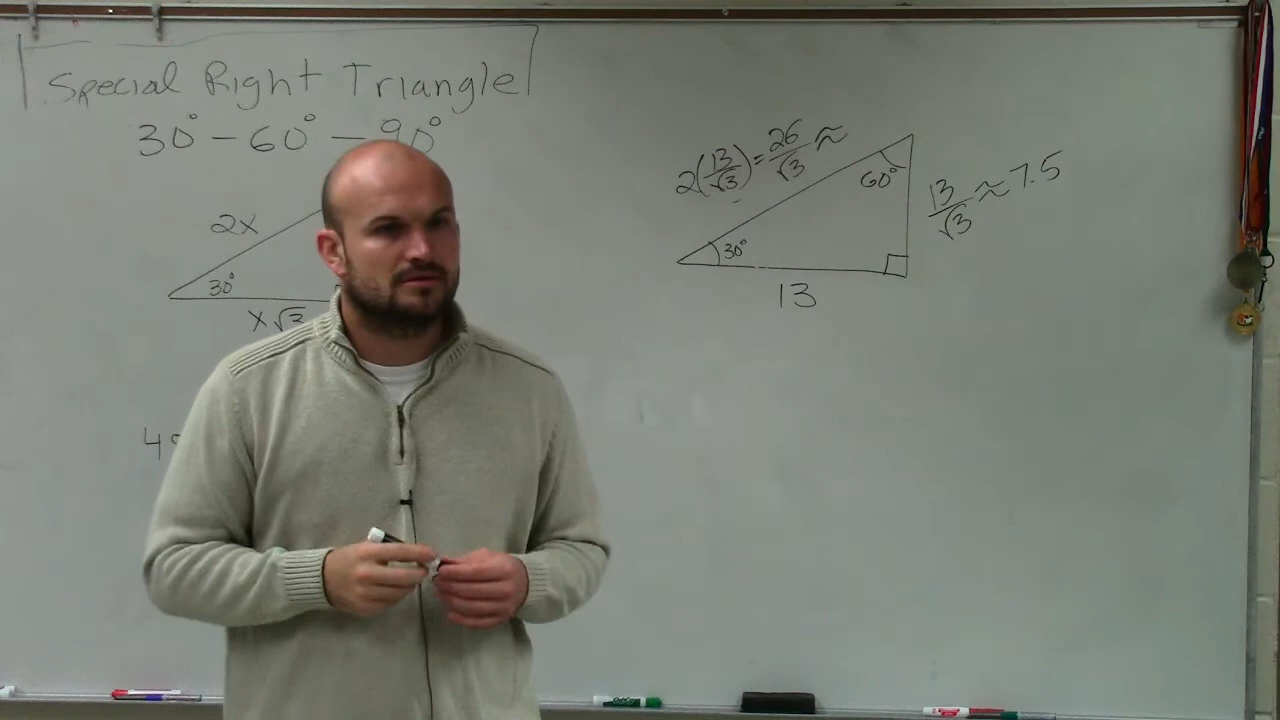 Special Right Triangle
30° - 60° - 90°
2x
30°
x√3
2(13/√3) = 26/√3 ≈
60°
13/√3 ≈ 7.5
30°
13